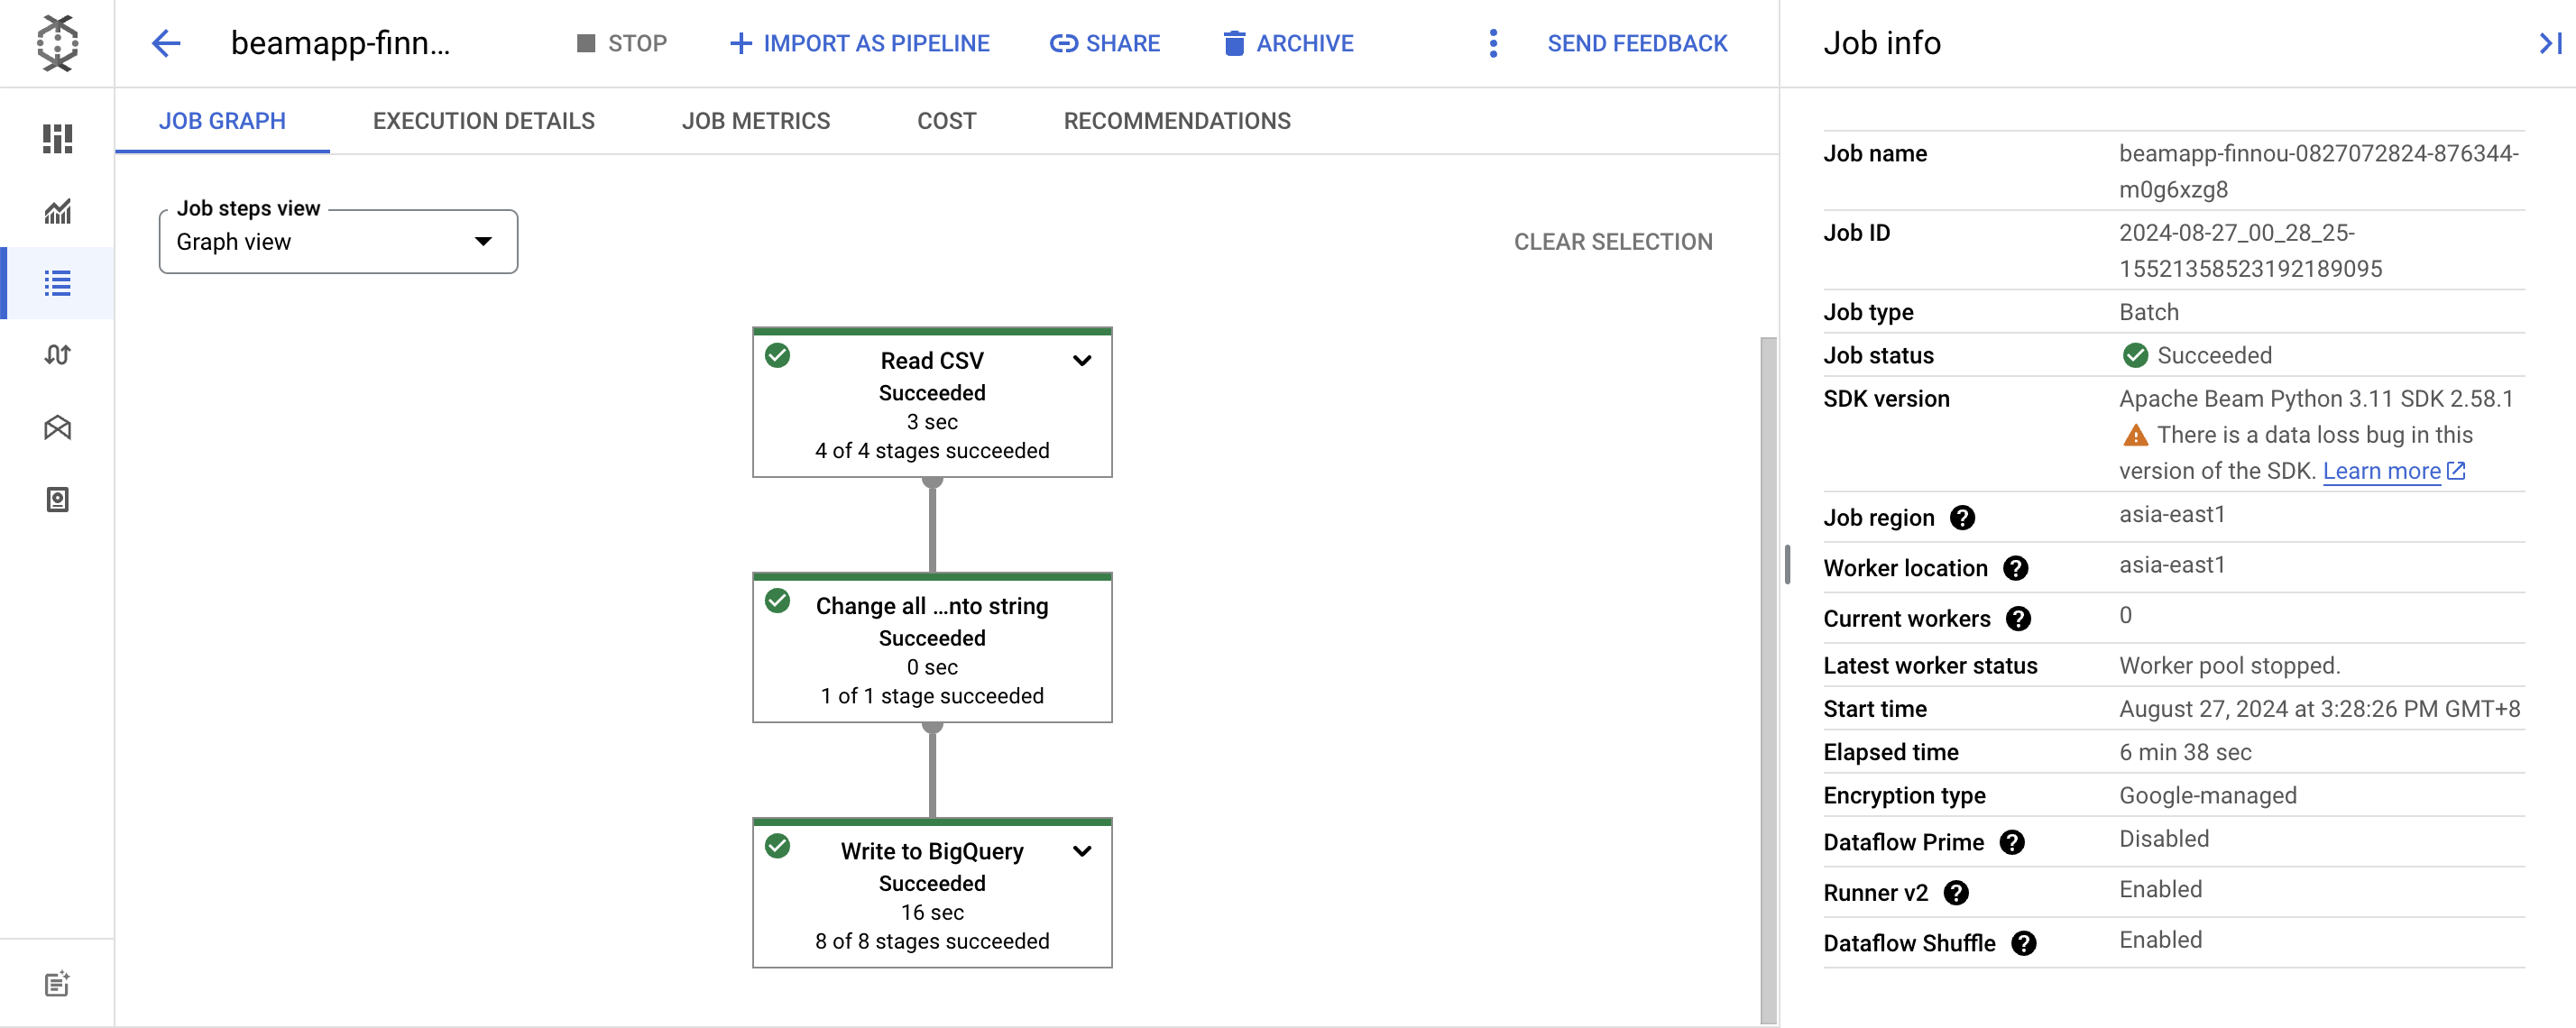 beamapp-finn...
STOP
IMPORT AS PIPELINE
SHARE
ARCHIVE
SEND FEEDBACK
JOB GRAPH
EXECUTION DETAILS
JOB METRICS
COST
RECOMMENDATIONS
Job steps view
Graph view
CLEAR SELECTION
Read CSV
Succeeded
3 sec
4 of 4 stages succeeded
Change all ...nto string
Succeeded
0 sec
1 of 1 stage succeeded
Write to BigQuery
Succeeded
16 sec
8 of 8 stages succeeded
Job info
Job name
beamapp-finnou-0827072824-876344-
m0g6xzg8
Job ID
2024-08-27_00_28_25-
15521358523192189095
Job type
Batch
Job status
Succeeded
SDK version
Apache Beam Python 3.11 SDK 2.58.1
There is a data loss bug in this
version of the SDK. Learn more
Job region
asia-east1
Worker location
asia-east1
Current workers
0
Latest worker status
Worker pool stopped.
Start time
August 27, 2024 at 3:28:26 PM GMT+8
Elapsed time
6 min 38 sec
Encryption type
Google-managed
Dataflow Prime
Disabled
Runner v2
Enabled
Dataflow Shuffle
Enabled